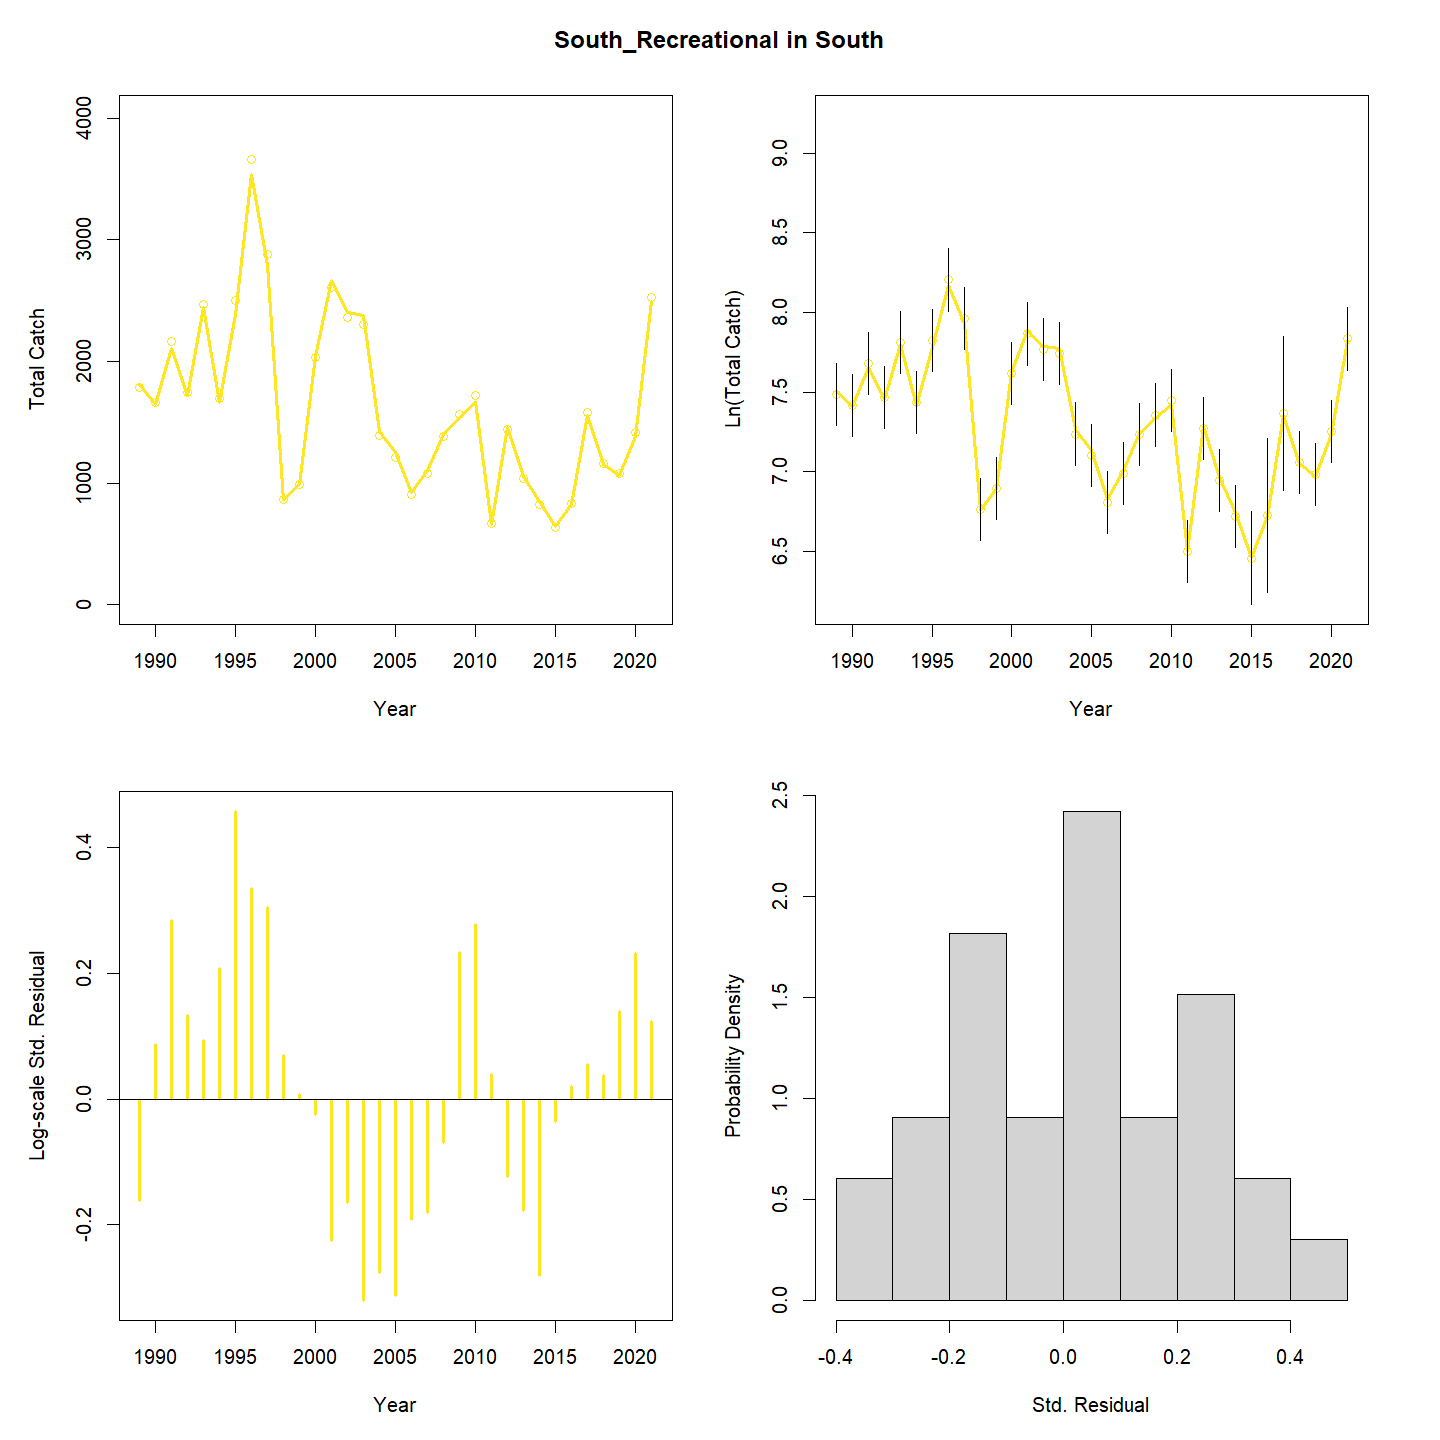 South_Recreational in South
Total Catch
4000
3000
2000
1000
0
1990 1995 2000 2005 2010 2015 2020
Year
Ln(Total Catch)
9.0
8.5
8.0
7.5
7.0
6.5
1990 1995 2000 2005 2010 2015 2020
Year
Log-scale Std. Residual
0.4
0.2
0.0
-0.2
1990 1995 2000 2005 2010 2015 2020
Year
Probability Density
2.5
2.0
1.5
1.0
0.5
0.0
-0.4 -0.2 0.0 0.2 0.4
Std. Residual